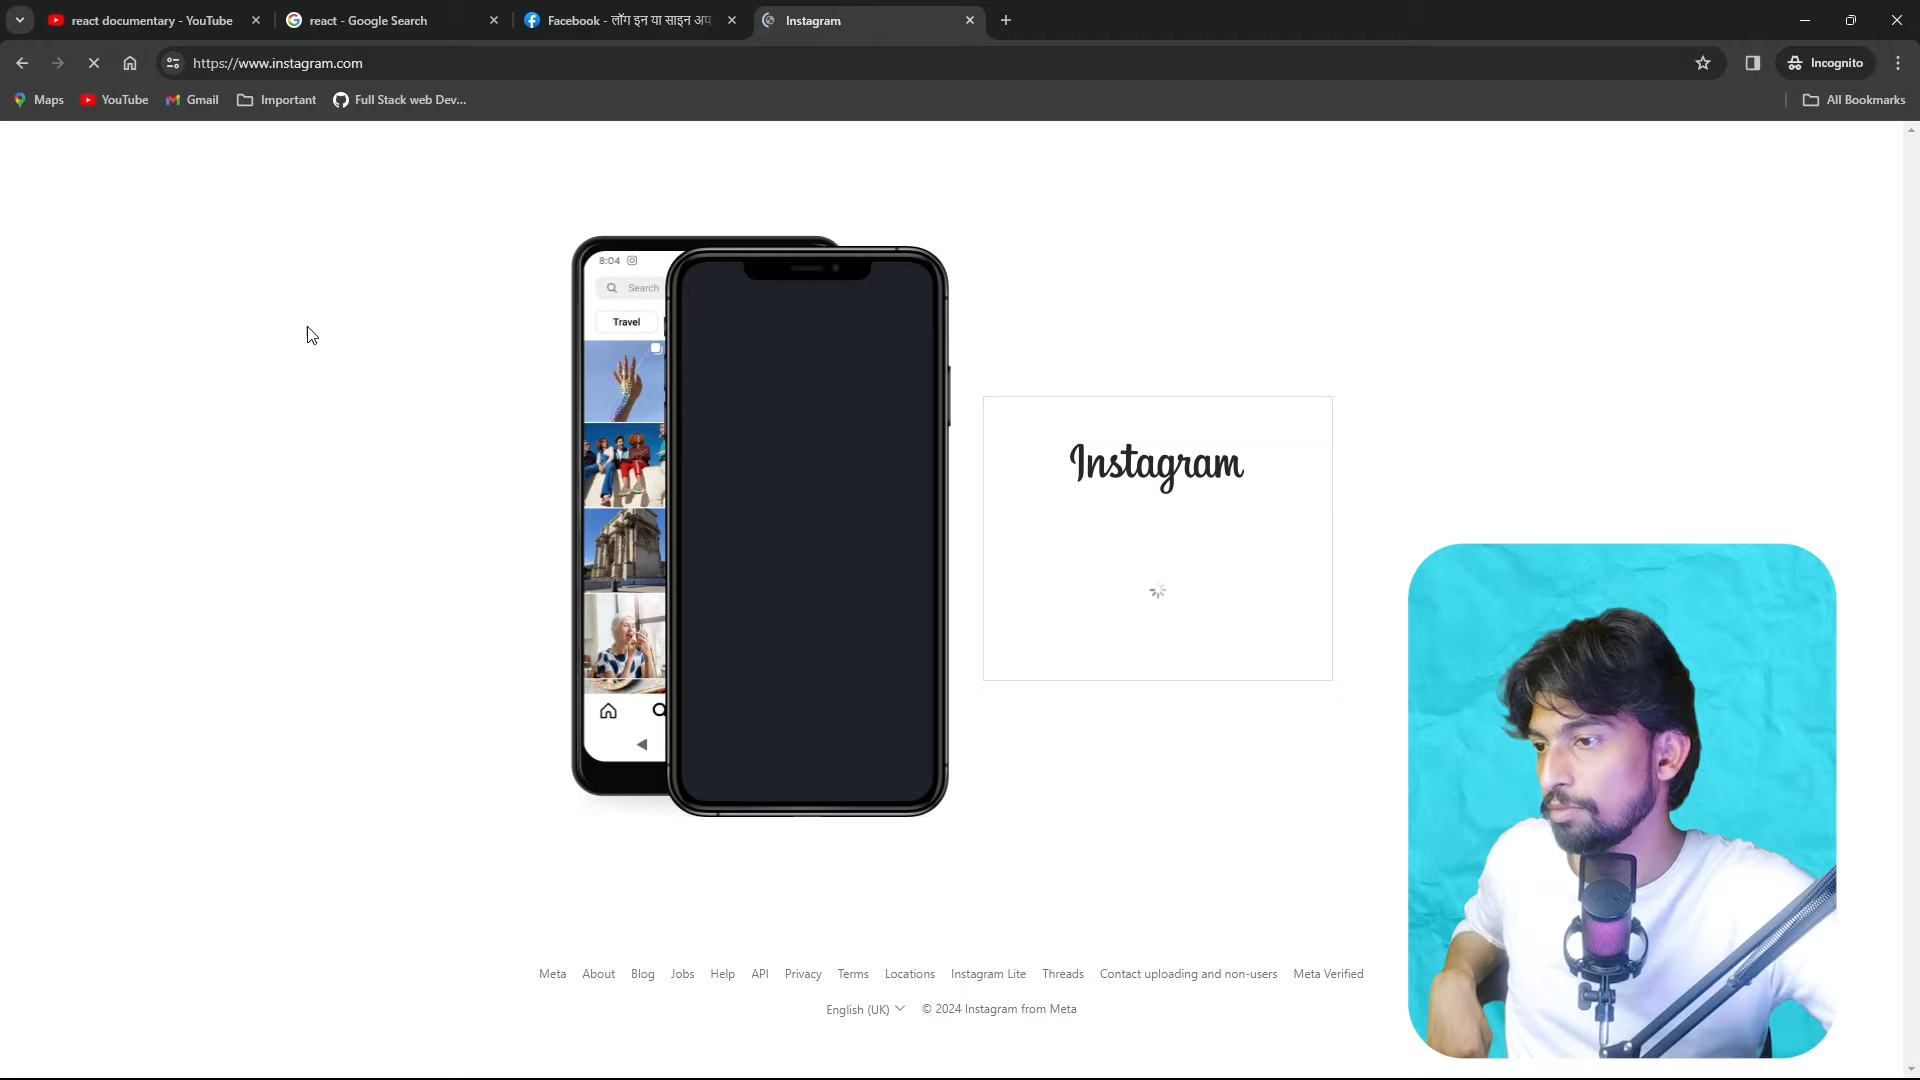 react documentary - YouTube
react - Google Search
Facebook - लॉग इन या साइन अप
Instagram
https://www.instagram.com
Incognito
Maps
YouTube
Gmail
Important
Full Stack web Dev...
All Bookmarks
8:04
Search
Travel
Instagram
Meta About Blog Jobs Help API Privacy Terms Locations Instagram Lite Threads Contact uploading and non-users Meta Verified
English (UK) © 2024 Instagram from Meta